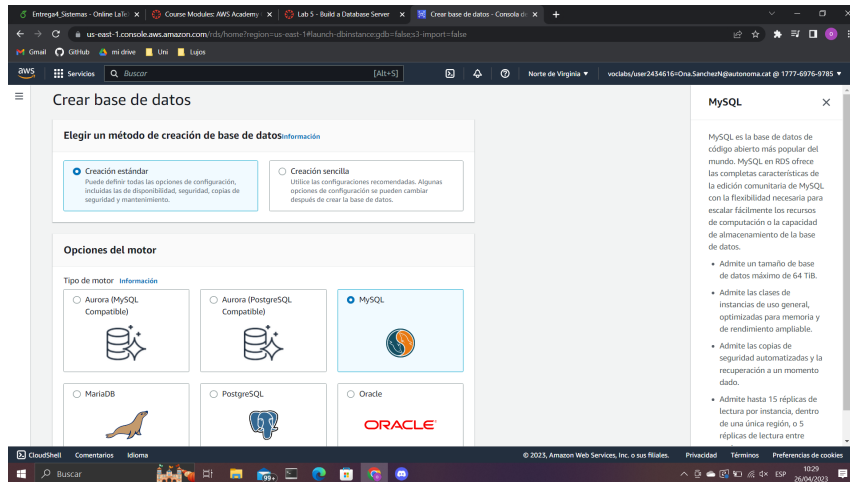 Entrega4_Sistemas - Online LaTe
Course Modules: AWS Academy
Lab 5 - Build a Database Server
Crear base de datos - Consola de
us-east-1.console.aws.amazon.com/rds/home?region=us-east-1#launch-dbinstance:gdb=false;s3-import=false
Gmail
GitHub
mi drive
Uni
Lujos
aws
Servicios
Buscar
[Alt+S]
Norte de Virginia
voclabs/user2434616=Ona.SanchezN@autonoma.cat @ 1777-6976-9785
Crear base de datos
Elegir un método de creación de base de datos Información
Creación estándar
Puede definir todas las opciones de configuración,
incluidas las de disponibilidad, seguridad, copias de
seguridad y mantenimiento.
Creación sencilla
Utilice las configuraciones recomendadas. Algunas
opciones de configuración se pueden cambiar
después de crear la base de datos.
Opciones del motor
Tipo de motor Información
Aurora (MySQL
Compatible)
Aurora (PostgreSQL
Compatible)
MySQL
MariaDB
PostgreSQL
Oracle
ORACLE
MySQL
MySQL es la base de datos de
código abierto más popular del
mundo. MySQL en RDS ofrece
las completas características de
la edición comunitaria de MySQL
con la flexibilidad necesaria para
escalar fácilmente los recursos
de computación o la capacidad
de almacenamiento de la base
de datos.
• Admite un tamaño de base
de datos máximo de 64 TiB.
• Admite las clases de
instancias de uso general,
optimizadas para memoria y
de rendimiento ampliable.
• Admite las copias de
seguridad automatizadas y la
recuperación a un momento
dado.
• Admite hasta 15 réplicas de
lectura por instancia, dentro
de una única región, o 5
réplicas de lectura entre
CloudShell
Comentarios
Idioma
© 2023, Amazon Web Services, Inc. o sus filiales.
Privacidad
Términos
Preferencias de cookies
Buscar
99+
ESP
10:29
26/04/2023